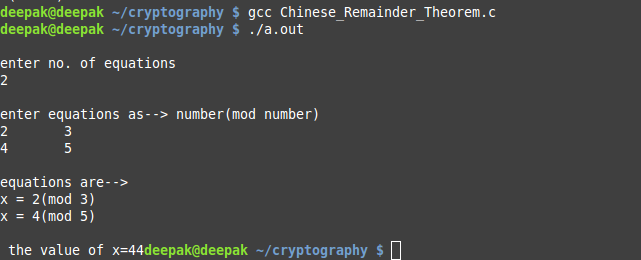 deepak@deepak ~/cryptography $ gcc Chinese_Remainder_Theorem.c
deepak@deepak ~/cryptography $ ./a.out
enter no. of equations
2
enter equations as--> number(mod number)
2 3
4 5
equations are-->
x = 2(mod 3)
x = 4(mod 5)
the value of x=44deepak@deepak ~/cryptography $